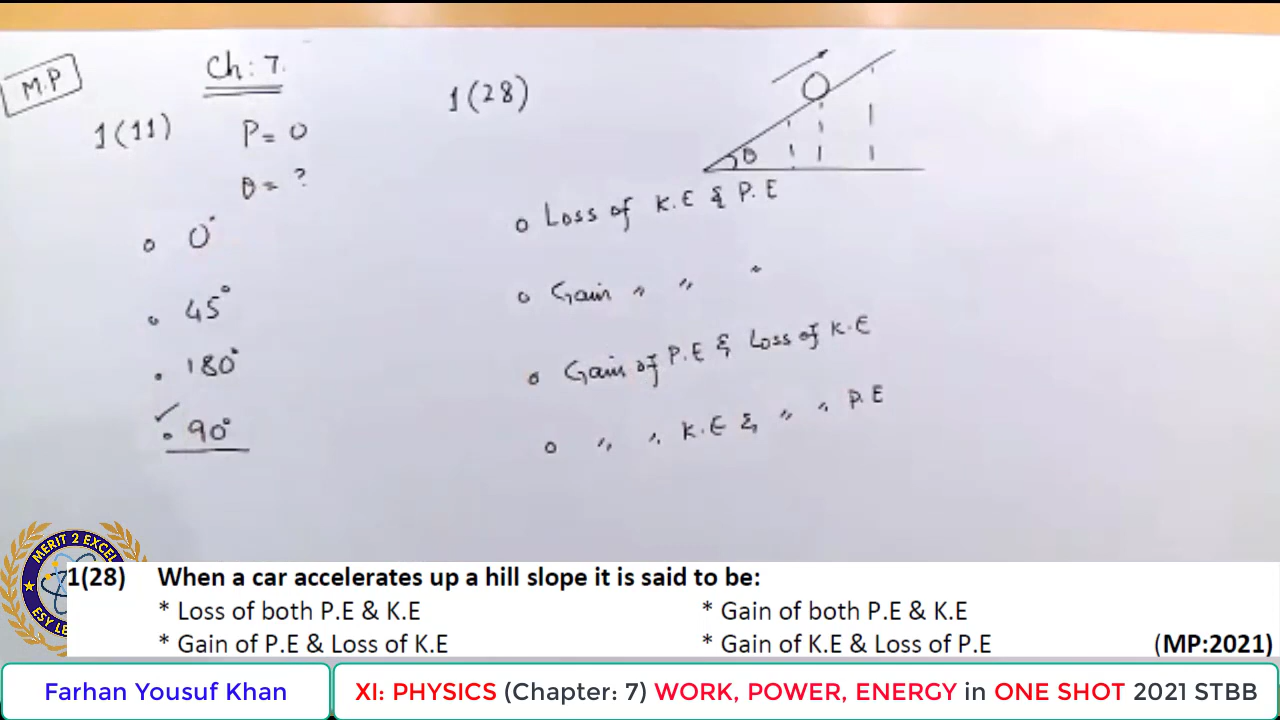 M.P
Ch: 7.
1(11) P = 0
θ = ?
0°
45°
180°
90°
1(28)
θ
Loss of K.E & P.E
Gain " " "
Gain of P.E & Loss of K.E
" " K.E & " " P.E
MERIT 2 EXCEL
1(28) When a car accelerates up a hill slope it is said to be:
* Loss of both P.E & K.E * Gain of both P.E & K.E
* Gain of P.E & Loss of K.E * Gain of K.E & Loss of P.E (MP:2021)
Farhan Yousuf Khan XI: PHYSICS (Chapter: 7) WORK, POWER, ENERGY in ONE SHOT 2021 STBB